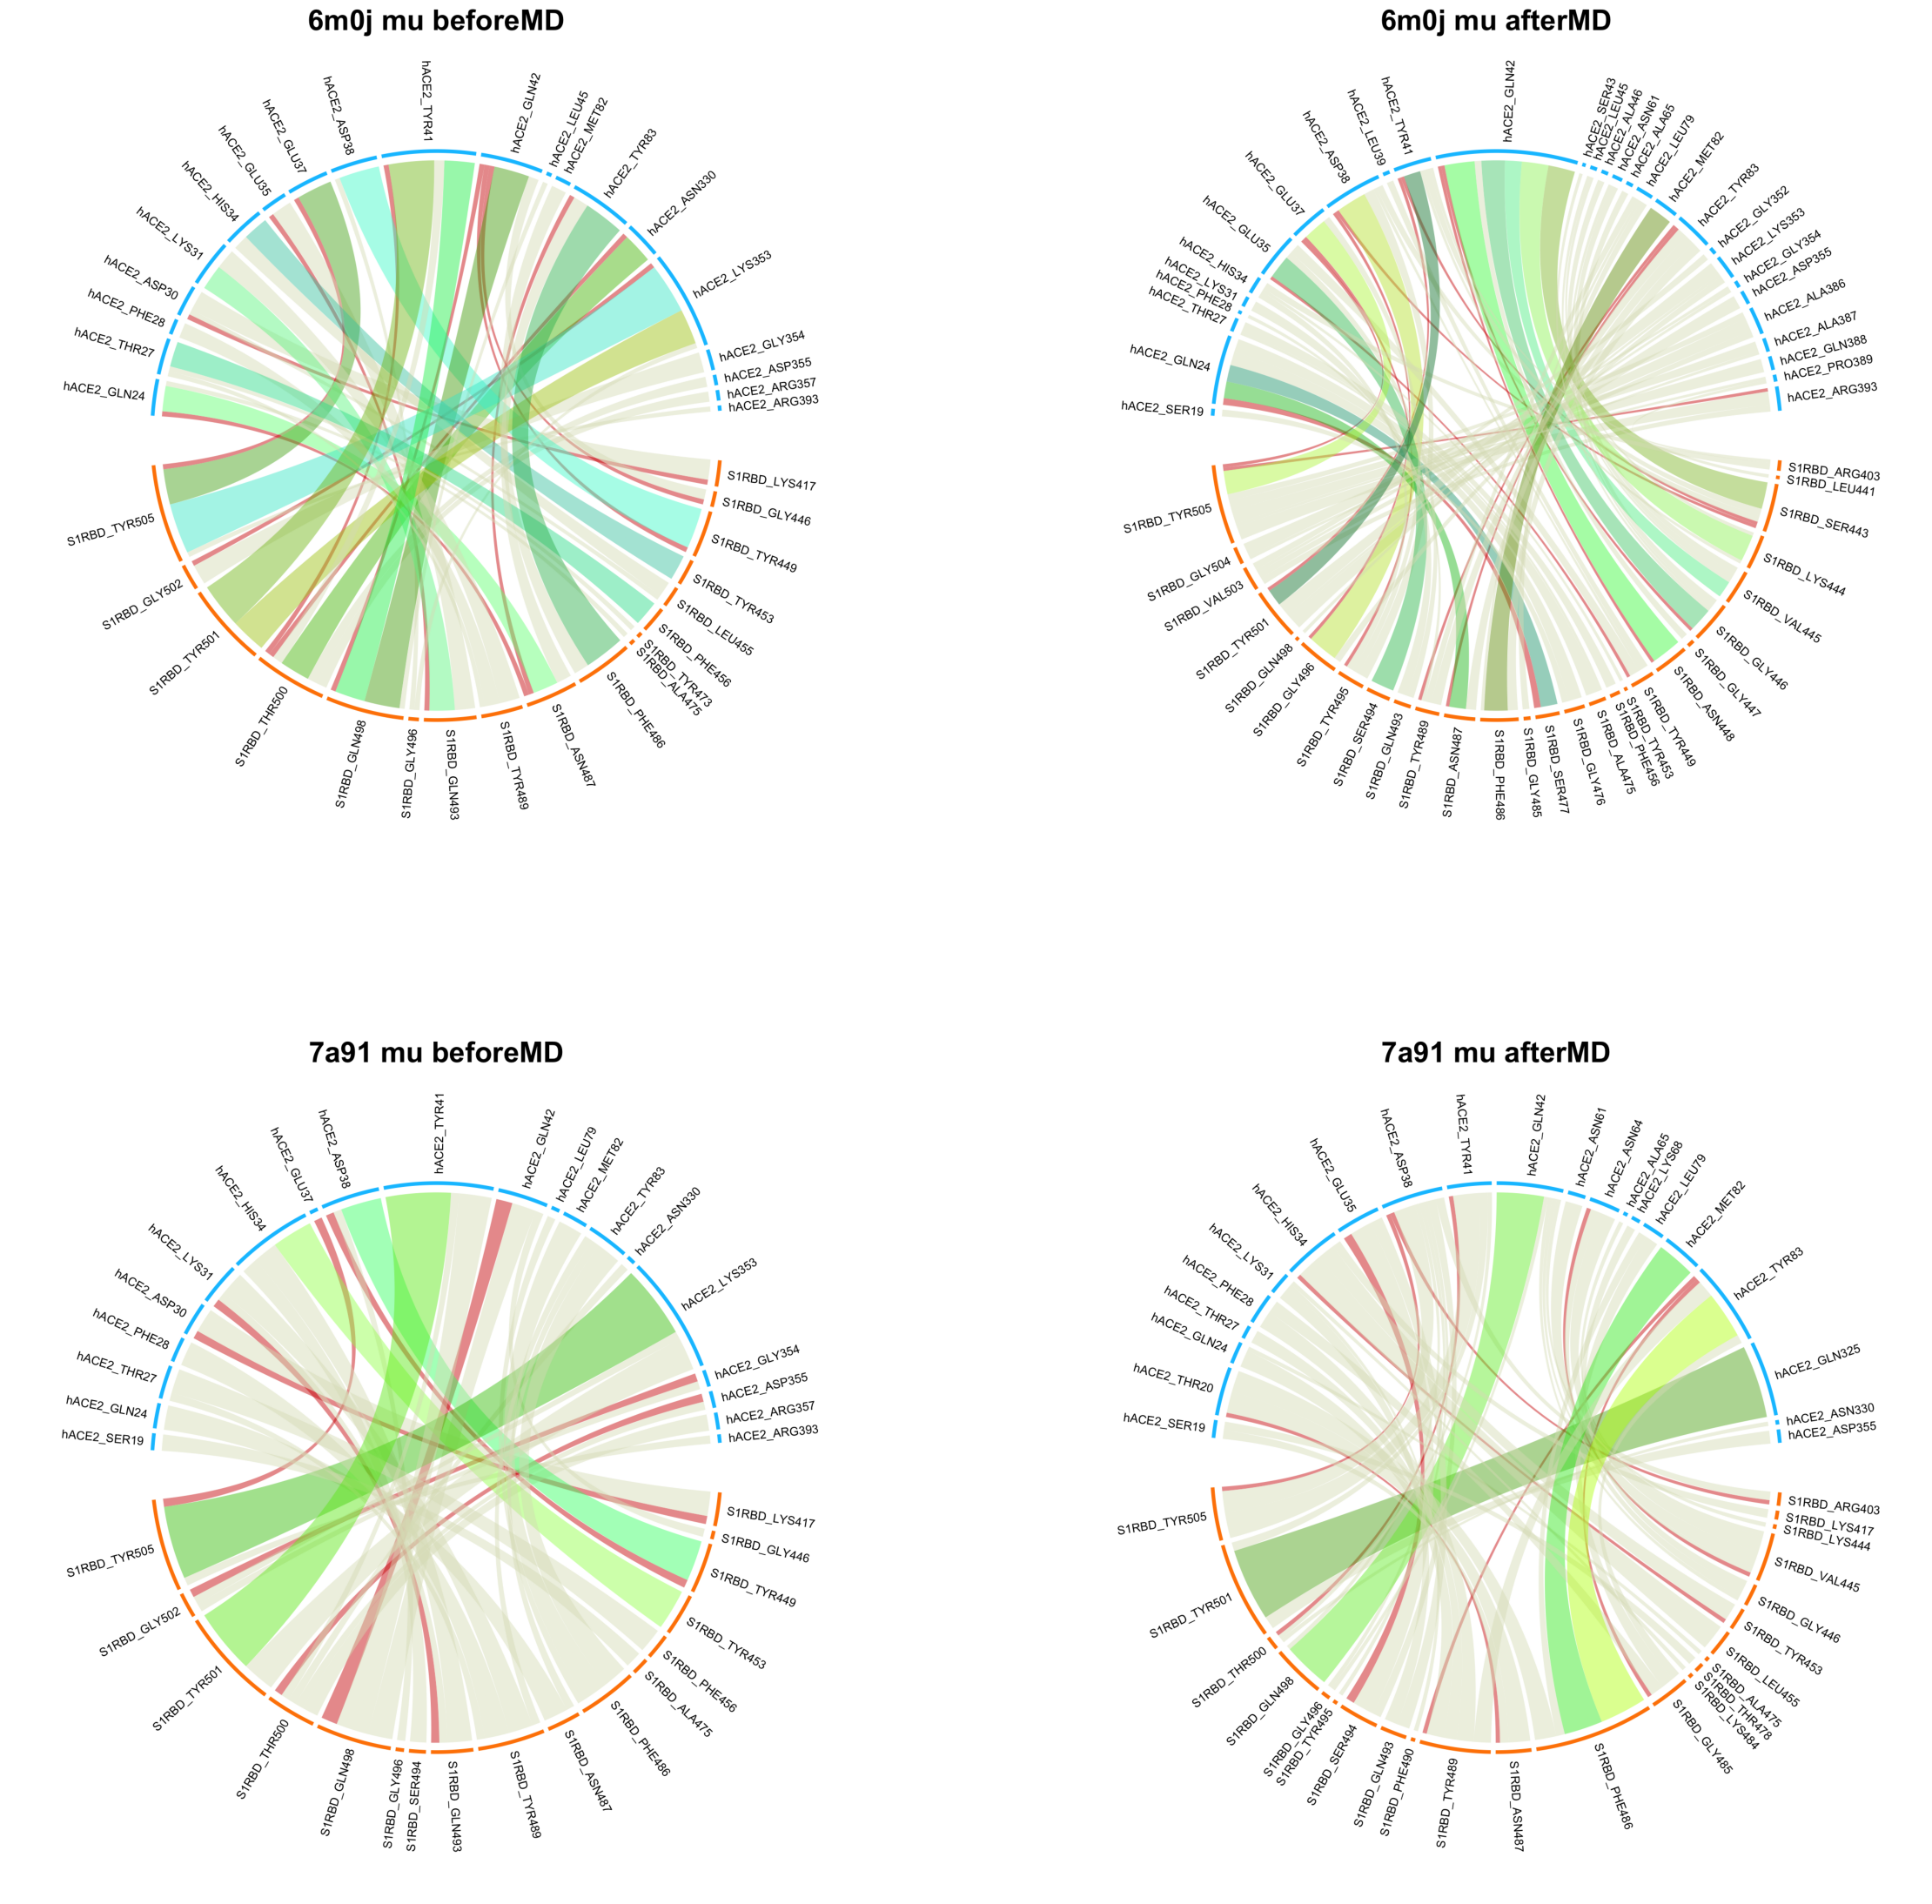 6m0j mu beforeMD
hACE2_GLN24
hACE2_THR27
hACE2_PHE28
hACE2_ASP30
hACE2_LYS31
hACE2_HIS34
hACE2_GLU35
hACE2_GLU37
hACE2_ASP38
hACE2_TYR41
hACE2_GLN42
hACE2_LEU45
hACE2_MET82
hACE2_TYR83
hACE2_ASN330
hACE2_LYS353
hACE2_GLY354
hACE2_ASP355
hACE2_ARG357
hACE2_ARG393
S1RBD_LYS417
S1RBD_GLY446
S1RBD_TYR449
S1RBD_TYR453
S1RBD_LEU455
S1RBD_PHE456
S1RBD_TYR473
S1RBD_ALA475
S1RBD_PHE486
S1RBD_ASN487
S1RBD_TYR489
S1RBD_GLN493
S1RBD_GLY496
S1RBD_GLN498
S1RBD_THR500
S1RBD_TYR501
S1RBD_GLY502
S1RBD_TYR505
6m0j mu afterMD
hACE2_SER19
hACE2_GLN24
hACE2_THR27
hACE2_PHE28
hACE2_LYS31
hACE2_HIS34
hACE2_GLU35
hACE2_GLU37
hACE2_ASP38
hACE2_LEU39
hACE2_TYR41
hACE2_GLN42
hACE2_SER43
hACE2_LEU45
hACE2_ALA46
hACE2_ASN61
hACE2_ALA65
hACE2_LEU79
hACE2_MET82
hACE2_TYR83
hACE2_GLY352
hACE2_LYS353
hACE2_GLY354
hACE2_ASP355
hACE2_ALA386
hACE2_ALA387
hACE2_GLN388
hACE2_PRO389
hACE2_ARG393
S1RBD_ARG403
S1RBD_LEU441
S1RBD_SER443
S1RBD_LYS444
S1RBD_VAL445
S1RBD_GLY446
S1RBD_GLY447
S1RBD_ASN448
S1RBD_TYR449
S1RBD_TYR453
S1RBD_PHE456
S1RBD_ALA475
S1RBD_GLY476
S1RBD_SER477
S1RBD_GLY485
S1RBD_PHE486
S1RBD_ASN487
S1RBD_TYR489
S1RBD_GLN493
S1RBD_SER494
S1RBD_TYR495
S1RBD_GLY496
S1RBD_GLN498
S1RBD_TYR501
S1RBD_VAL503
S1RBD_GLY504
S1RBD_TYR505
7a91 mu beforeMD
hACE2_SER19
hACE2_GLN24
hACE2_THR27
hACE2_PHE28
hACE2_ASP30
hACE2_LYS31
hACE2_HIS34
hACE2_GLU37
hACE2_ASP38
hACE2_TYR41
hACE2_GLN42
hACE2_LEU79
hACE2_MET82
hACE2_TYR83
hACE2_ASN330
hACE2_LYS353
hACE2_GLY354
hACE2_ASP355
hACE2_ARG357
hACE2_ARG393
S1RBD_LYS417
S1RBD_GLY446
S1RBD_TYR449
S1RBD_TYR453
S1RBD_PHE456
S1RBD_ALA475
S1RBD_PHE486
S1RBD_ASN487
S1RBD_TYR489
S1RBD_GLN493
S1RBD_SER494
S1RBD_GLY496
S1RBD_GLN498
S1RBD_THR500
S1RBD_TYR501
S1RBD_GLY502
S1RBD_TYR505
7a91 mu afterMD
hACE2_SER19
hACE2_THR20
hACE2_GLN24
hACE2_THR27
hACE2_PHE28
hACE2_LYS31
hACE2_HIS34
hACE2_GLU35
hACE2_ASP38
hACE2_TYR41
hACE2_GLN42
hACE2_ASN61
hACE2_ASN64
hACE2_ALA65
hACE2_LYS68
hACE2_LEU79
hACE2_MET82
hACE2_TYR83
hACE2_GLN325
hACE2_ASN330
hACE2_ASP355
S1RBD_ARG403
S1RBD_LYS417
S1RBD_LYS444
S1RBD_VAL445
S1RBD_GLY446
S1RBD_TYR453
S1RBD_LEU455
S1RBD_ALA475
S1RBD_THR478
S1RBD_LYS484
S1RBD_GLY485
S1RBD_PHE486
S1RBD_ASN487
S1RBD_TYR489
S1RBD_PHE490
S1RBD_GLN493
S1RBD_SER494
S1RBD_TYR495
S1RBD_GLY496
S1RBD_GLN498
S1RBD_THR500
S1RBD_TYR501
S1RBD_TYR505